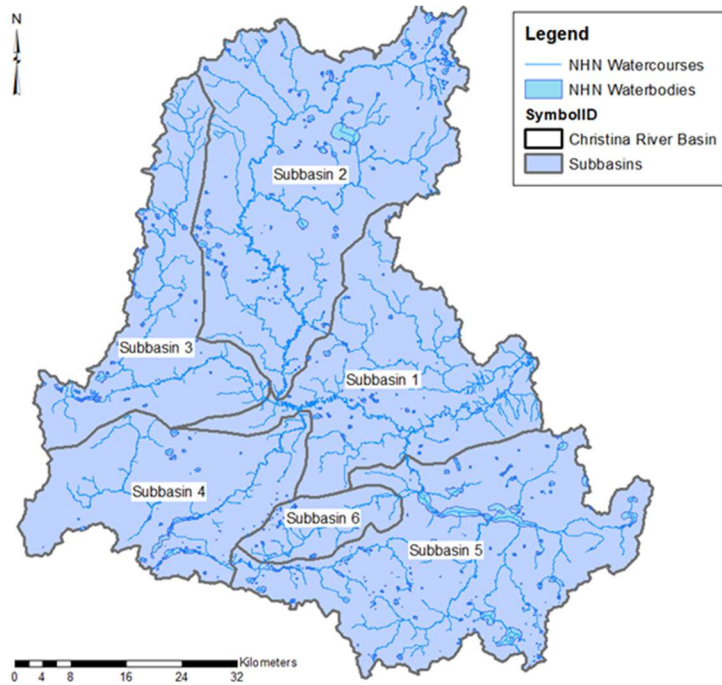 N
Legend
NHN Watercourses
NHN Waterbodies
SymbolID
Christina River Basin
Subbasins
Subbasin 2
Subbasin 3
Subbasin 1
Subbasin 4
Subbasin 6
Subbasin 5
Kilometers
0 4 8 16 24 32